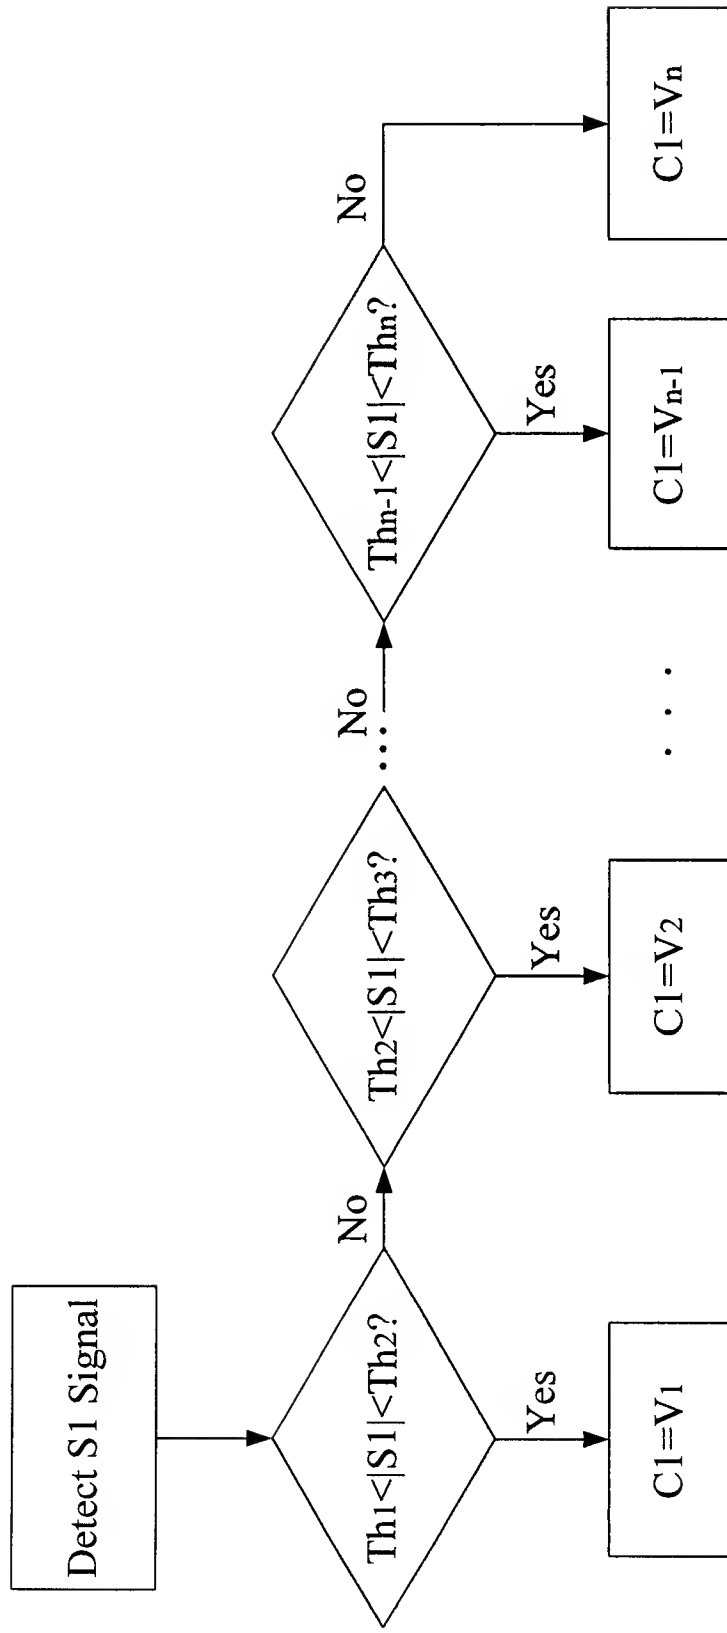 Detect S1 Signal
Th1<|S1|<Th2?
No
Th2<|S1|<Th3?
...
No
Thn-1<|S1|<Thn?
No
Yes
Yes
Yes
C1=V1
C1=V2
. . .
C1=Vn-1
C1=Vn